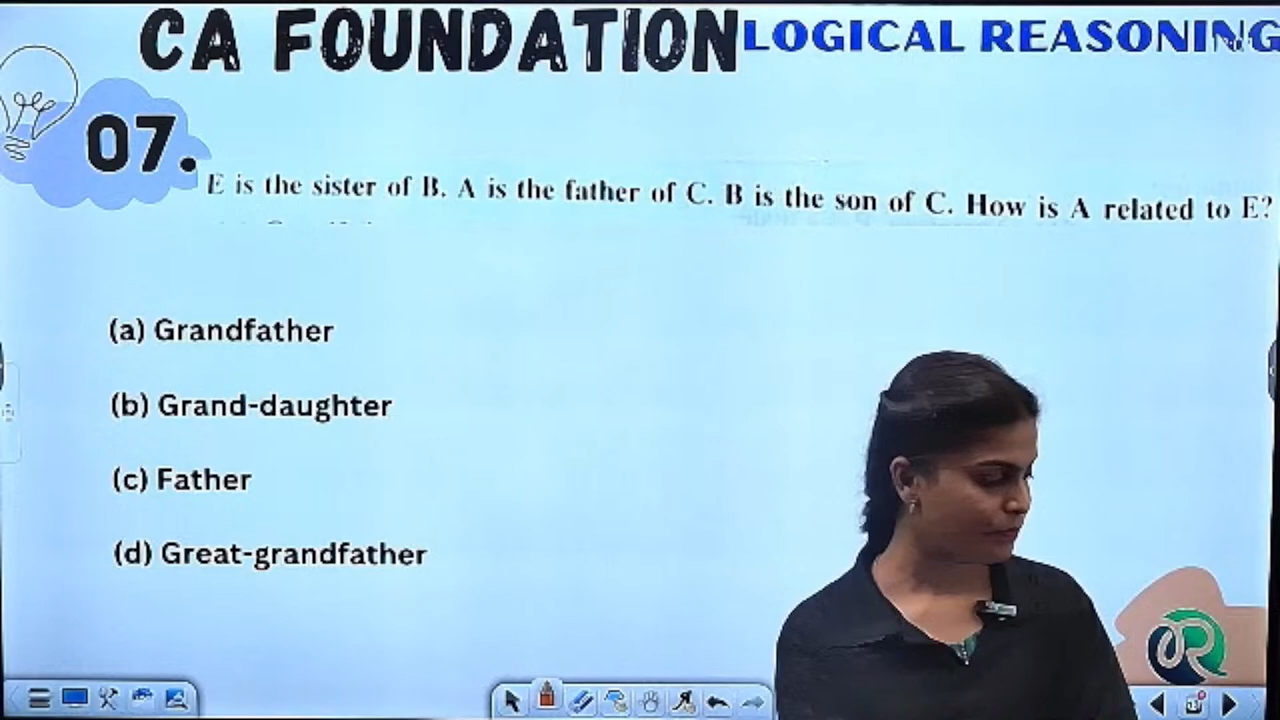 CA FOUNDATION LOGICAL REASONING
07.
E is the sister of B. A is the father of C. B is the son of C. How is A related to E?
(a) Grandfather
(b) Grand-daughter
(c) Father
(d) Great-grandfather